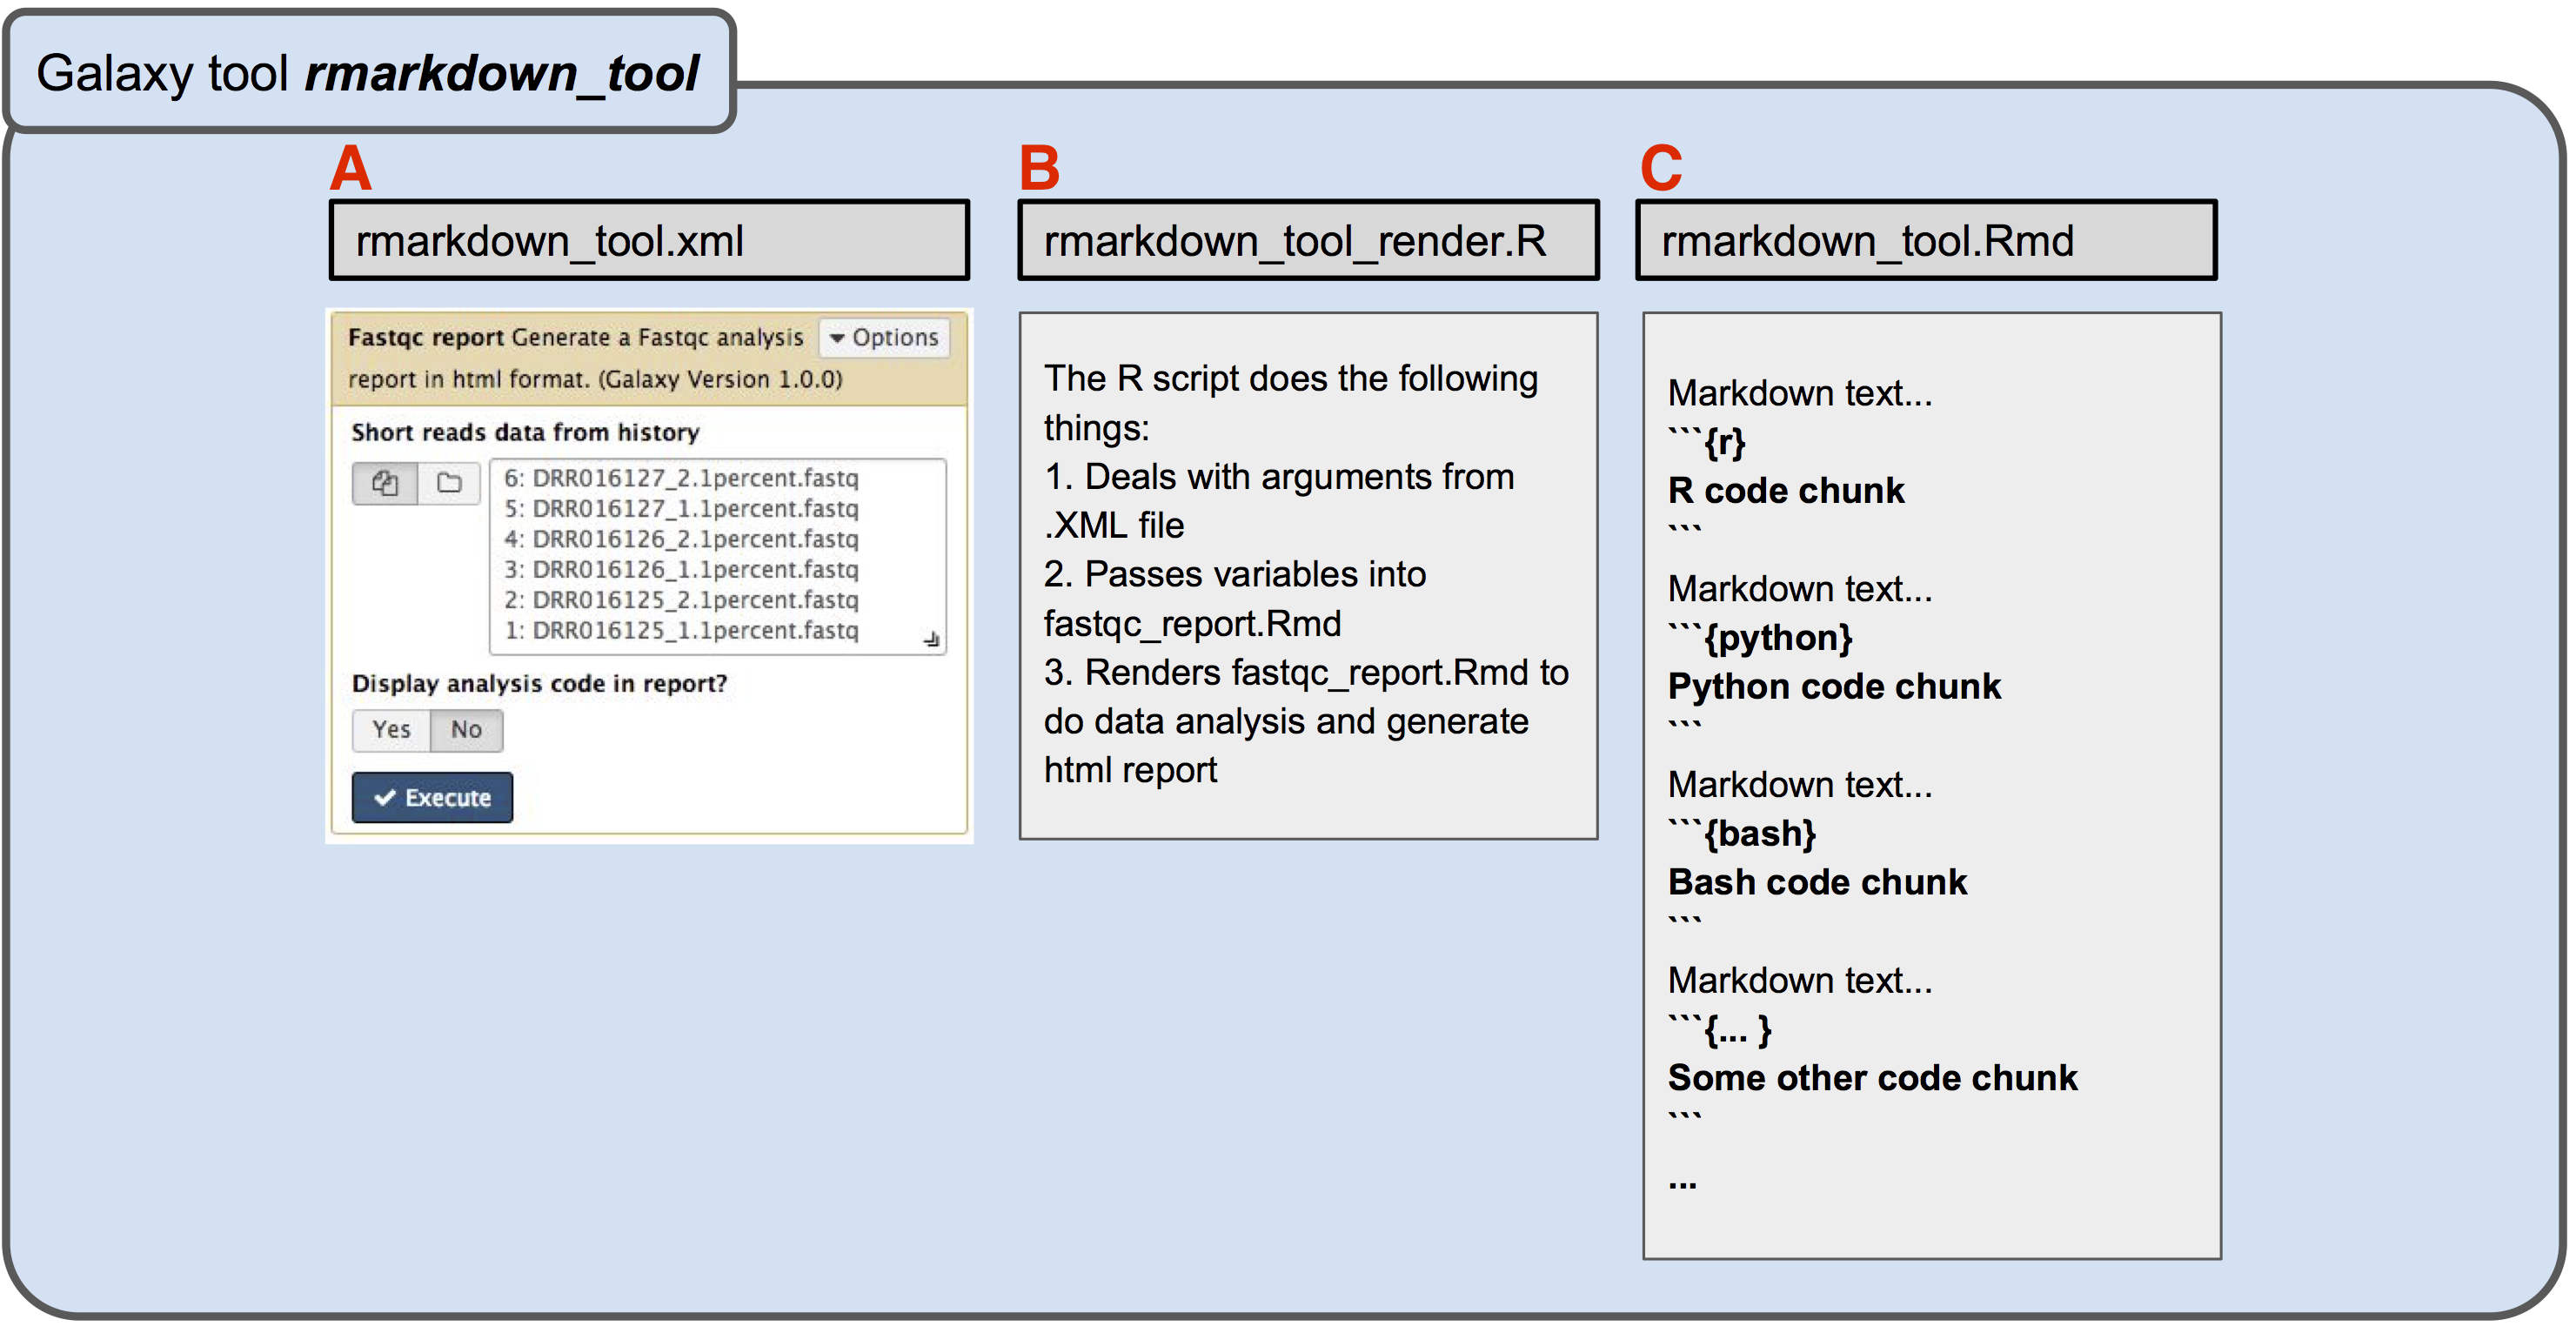 Galaxy tool rmarkdown_tool
A
rmarkdown_tool.xml
Fastqc report Generate a Fastqc analysis
report in html format. (Galaxy Version 1.0.0)
Options
Short reads data from history
6: DRR016127_2.1percent.fastq
5: DRR016127_1.1percent.fastq
4: DRR016126_2.1percent.fastq
3: DRR016126_1.1percent.fastq
2: DRR016125_2.1percent.fastq
1: DRR016125_1.1percent.fastq
Display analysis code in report?
Yes No
Execute
B
rmarkdown_tool_render.R
The R script does the following
things:
1. Deals with arguments from
.XML file
2. Passes variables into
fastqc_report.Rmd
3. Renders fastqc_report.Rmd to
do data analysis and generate
html report
C
rmarkdown_tool.Rmd
Markdown text...
```{r}
R code chunk
```
Markdown text...
```{python}
Python code chunk
```
Markdown text...
```{bash}
Bash code chunk
```
Markdown text...
```{... }
Some other code chunk
```
...